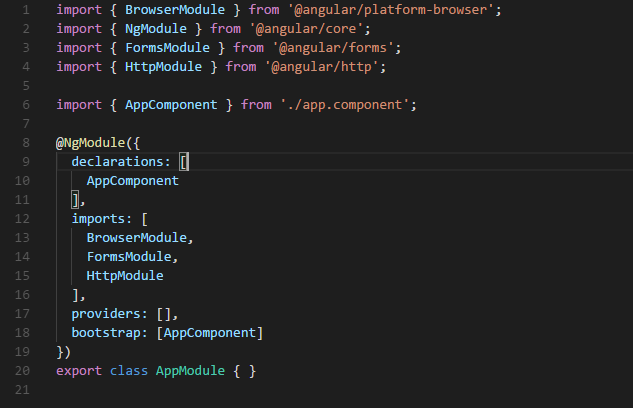 1 import { BrowserModule } from '@angular/platform-browser';
2 import { NgModule } from '@angular/core';
3 import { FormsModule } from '@angular/forms';
4 import { HttpModule } from '@angular/http';
5
6 import { AppComponent } from './app.component';
7
8 @NgModule({
9   declarations: [
10     AppComponent
11   ],
12   imports: [
13     BrowserModule,
14     FormsModule,
15     HttpModule
16   ],
17   providers: [],
18   bootstrap: [AppComponent]
19 })
20 export class AppModule { }
21